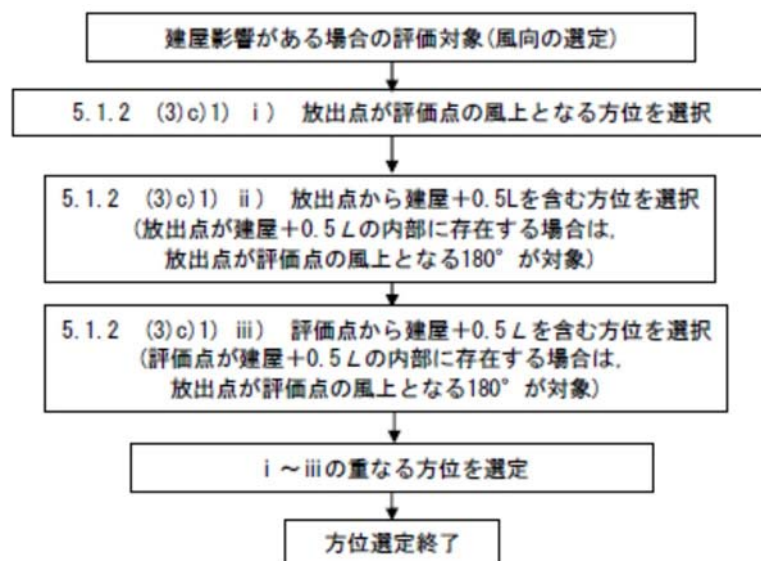 建屋影響がある場合の評価対象(風向の選定)
5.1.2 (3)c)1) ⅰ) 放出点が評価点の風上となる方位を選択
5.1.2 (3)c)1) ⅱ) 放出点から建屋＋0.5Lを含む方位を選択
(放出点が建屋＋0.5Lの内部に存在する場合は,
放出点が評価点の風上となる180°が対象)
5.1.2 (3)c)1) ⅲ) 評価点から建屋＋0.5Lを含む方位を選択
(評価点が建屋＋0.5Lの内部に存在する場合は,
放出点が評価点の風上となる180°が対象)
ⅰ～ⅲの重なる方位を選定
方位選定終了